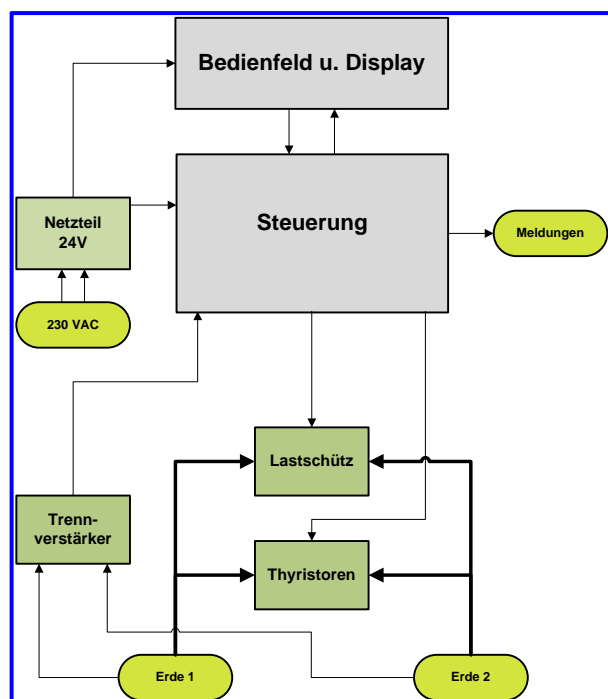 Bedienfeld u. Display
Steuerung
Netzteil
24V
Meldungen
230 VAC
Lastschütz
Trenn-
verstärker
Thyristoren
Erde 1
Erde 2